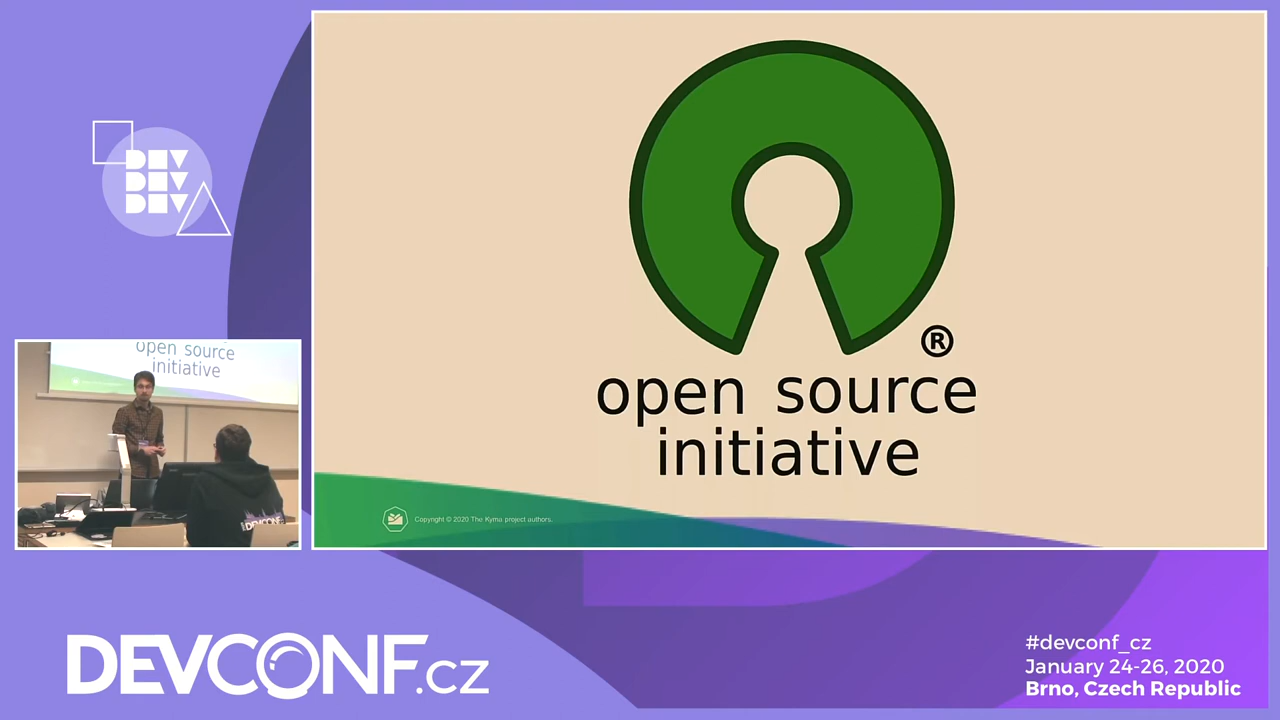 DEV
DEV
DEV
open source
initiative
®
open source
initiative
Copyright © 2020 The Kyma project authors.
DEVCONF
DEVCONF.cz
#devconf_cz
January 24-26, 2020
Brno, Czech Republic